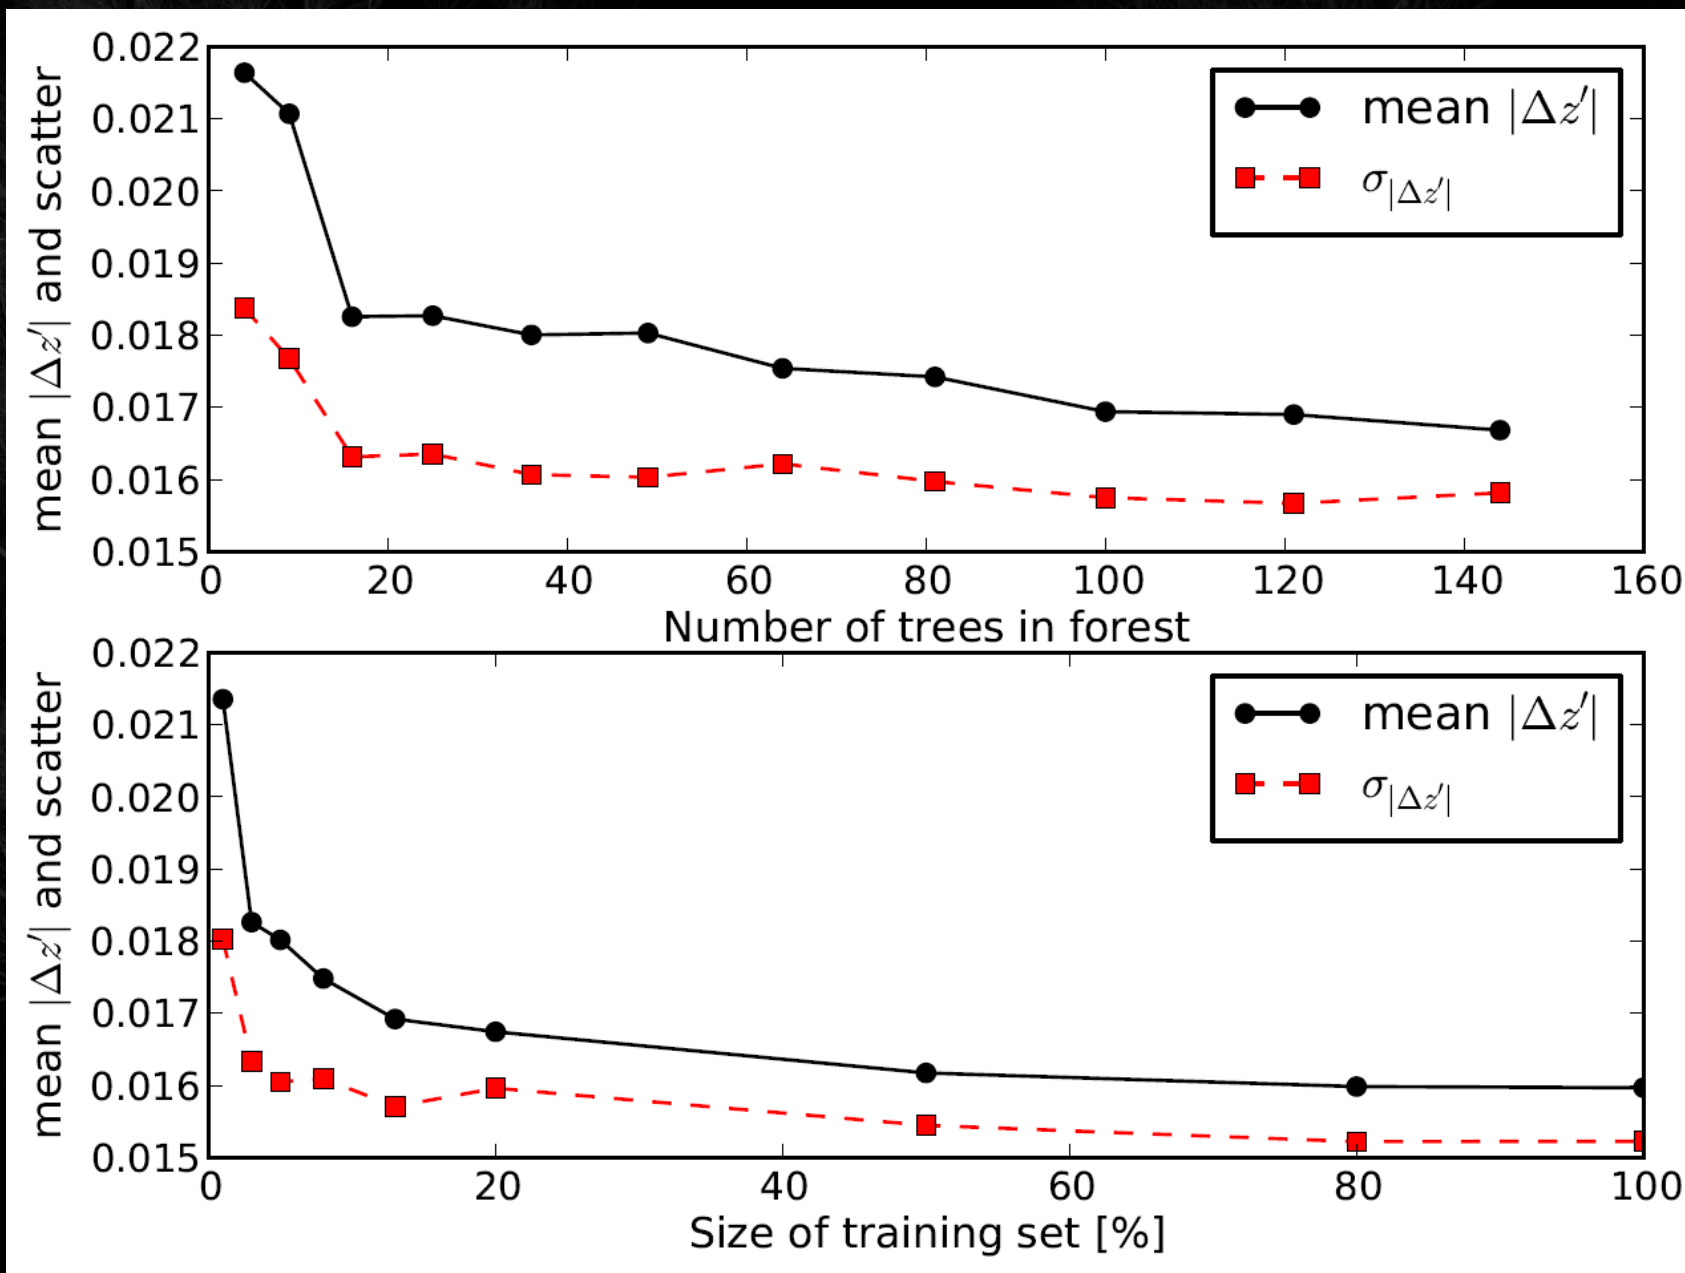 0.022
0.021
0.020
0.019
0.018
0.017
0.016
0.015
mean |Δz′| and scatter
mean |Δz′|
σ|Δz′|
0 20 40 60 80 100 120 140 160
Number of trees in forest
0.022
0.021
0.020
0.019
0.018
0.017
0.016
0.015
mean |Δz′| and scatter
mean |Δz′|
σ|Δz′|
0 20 40 60 80 100
Size of training set [%]